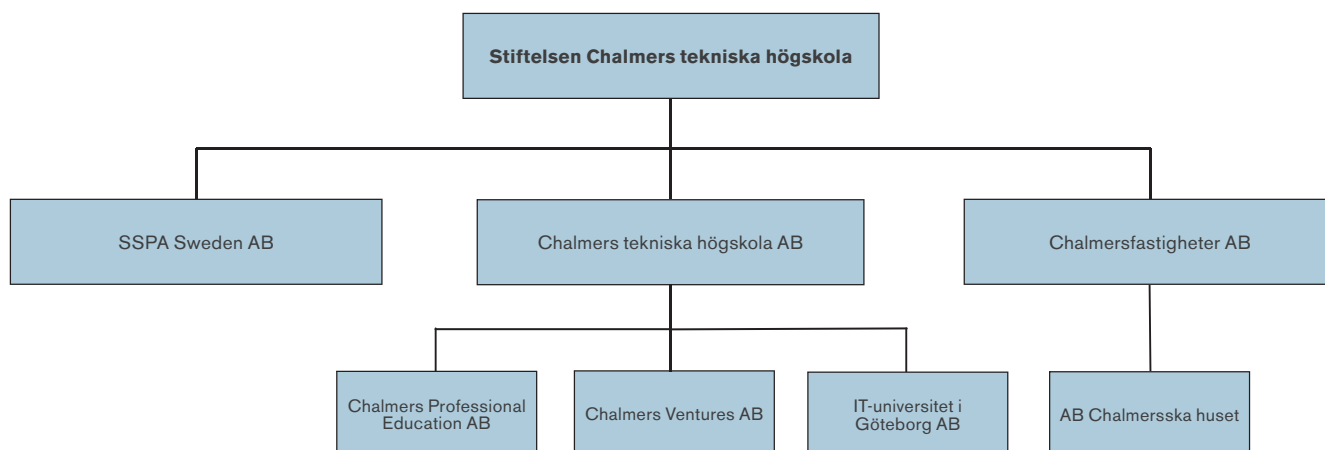 Stiftelsen Chalmers tekniska högskola
SSPA Sweden AB
Chalmers tekniska högskola AB
Chalmersfastigheter AB
Chalmers Professional
Education AB
Chalmers Ventures AB
IT-universitet i
Göteborg AB
AB Chalmersska huset